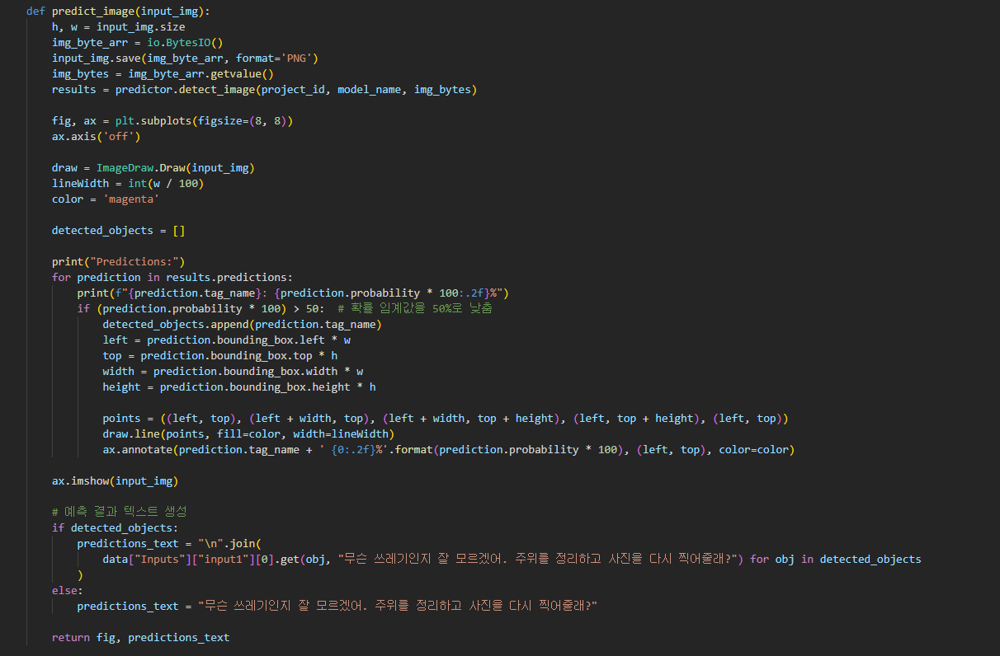 def predict_image(input_img):
    h, w = input_img.size
    img_byte_arr = io.BytesIO()
    input_img.save(img_byte_arr, format='PNG')
    img_bytes = img_byte_arr.getvalue()
    results = predictor.detect_image(project_id, model_name, img_bytes)

    fig, ax = plt.subplots(figsize=(8, 8))
    ax.axis('off')

    draw = ImageDraw.Draw(input_img)
    lineWidth = int(w / 100)
    color = 'magenta'

    detected_objects = []

    print("Predictions:")
    for prediction in results.predictions:
        print(f"{prediction.tag_name}: {prediction.probability * 100:.2f}%")
        if (prediction.probability * 100) > 50:  # 확률 임계값을 50%로 낮춤
            detected_objects.append(prediction.tag_name)
            left = prediction.bounding_box.left * w
            top = prediction.bounding_box.top * h
            width = prediction.bounding_box.width * w
            height = prediction.bounding_box.height * h

            points = ((left, top), (left + width, top), (left + width, top + height), (left, top + height), (left, top))
            draw.line(points, fill=color, width=lineWidth)
            ax.annotate(prediction.tag_name + ' {0:.2f}%'.format(prediction.probability * 100), (left, top), color=color)

    ax.imshow(input_img)

    # 예측 결과 텍스트 생성
    if detected_objects:
        predictions_text = "\n".join(
            data["Inputs"]["input1"][0].get(obj, "무슨 쓰레기인지 잘 모르겠어. 주위를 정리하고 사진을 다시 찍어줄래?") for obj in detected_objects
        )
    else:
        predictions_text = "무슨 쓰레기인지 잘 모르겠어. 주위를 정리하고 사진을 다시 찍어줄래?"

    return fig, predictions_text